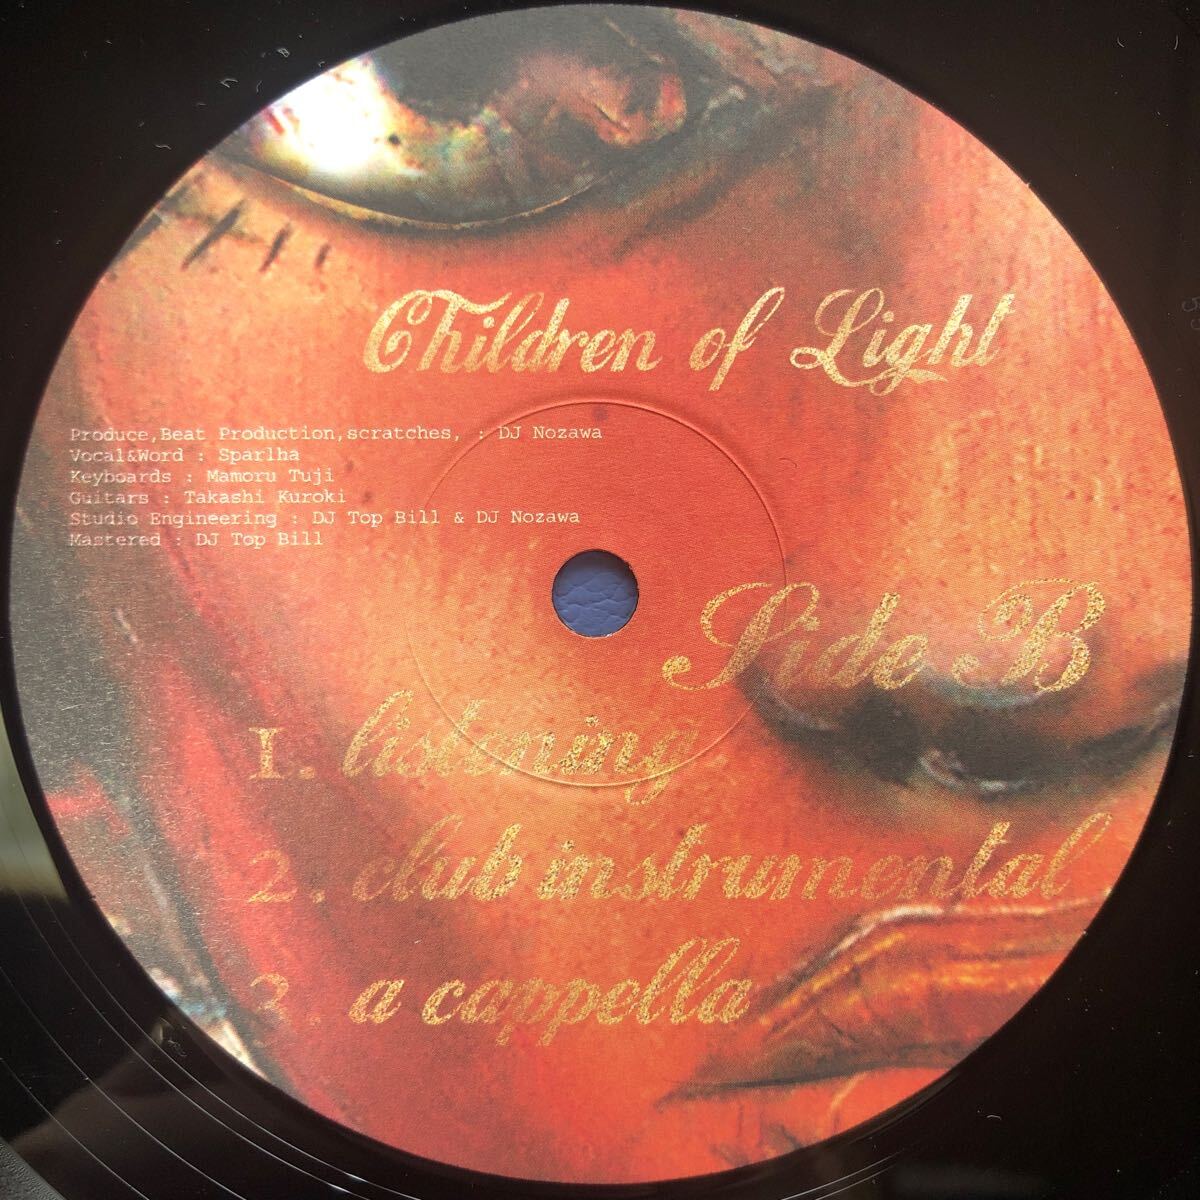 Children of Light
Produce,Beat Production,scratches, : DJ Nozawa
Vocal&Word : Sparlha
Keyboards : Mamoru Tuji
Guitars : Takashi Kuroki
Studio Engineering : DJ Top Bill & DJ Nozawa
Mastered : DJ Top Bill
Side B
1. listening
2. club instrumental
3. a cappella